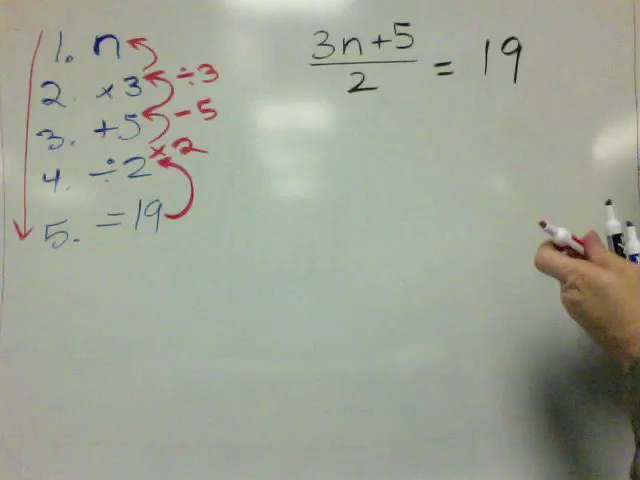 1. n
2. ×3 ÷3
3. +5 -5
4. ÷2 ×2
5. = 19
3n+5
2
= 19